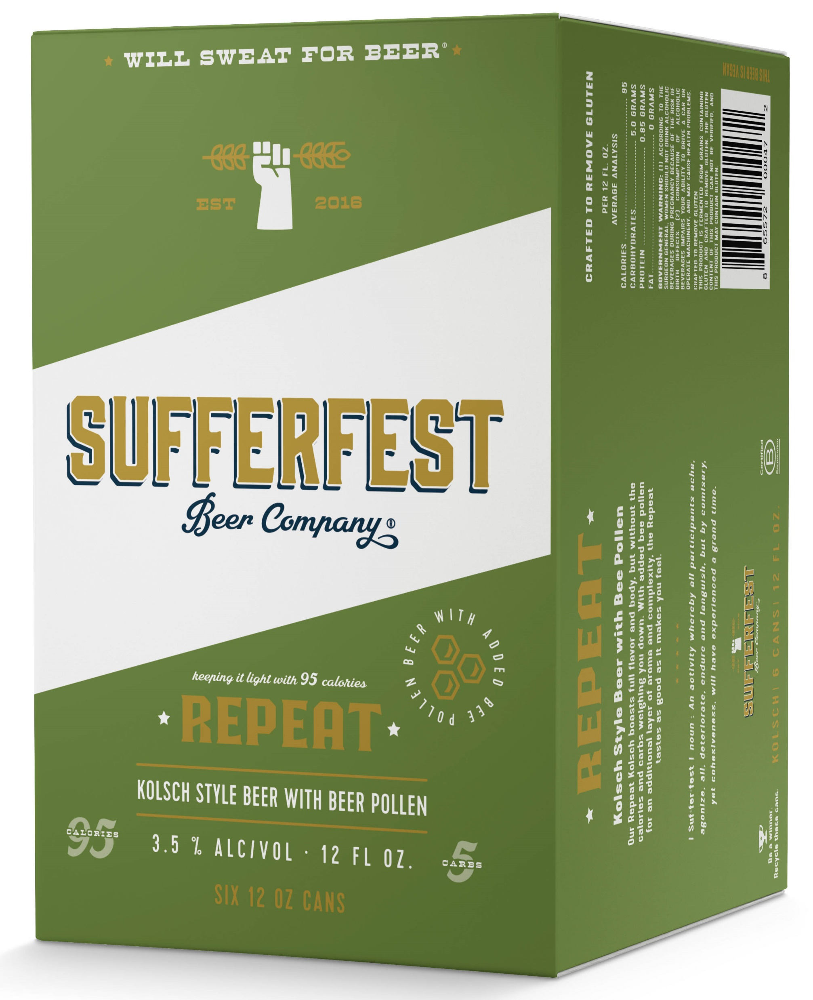 WILL SWEAT FOR BEER®
EST 2016
SUFFERFEST
Beer Company®
BEER WITH ADDED BEE POLLEN
keeping it light with 95 calories
REPEAT
KOLSCH STYLE BEER WITH BEER POLLEN
95 CALORIES
3.5 % ALC/VOL · 12 FL OZ.
5 CARBS
SIX 12 OZ CANS
CRAFTED TO REMOVE GLUTEN
PER 12 FL. OZ.
AVERAGE ANALYSIS
CALORIES 95
CARBOHYDRATES 5.0 GRAMS
PROTEIN 0.85 GRAMS
FAT 0 GRAMS
GOVERNMENT WARNING: (1) ACCORDING TO THE
SURGEON GENERAL, WOMEN SHOULD NOT DRINK ALCOHOLIC
BEVERAGES DURING PREGNANCY BECAUSE OF THE RISK OF
BIRTH DEFECTS. (2) CONSUMPTION OF ALCOHOLIC
BEVERAGES IMPAIRS YOUR ABILITY TO DRIVE A CAR OR
OPERATE MACHINERY, AND MAY CAUSE HEALTH PROBLEMS.
CRAFTED TO REMOVE GLUTEN
THIS PRODUCT IS FERMENTED FROM GRAINS CONTAINING
GLUTEN AND CRAFTED TO REMOVE GLUTEN. THE GLUTEN
CONTENT OF THIS PRODUCT CAN NOT BE VERIFIED, AND
THIS PRODUCT MAY CONTAIN GLUTEN.
8 65572 00047 2
THIS BEER IS VEGAN
REPEAT
Kolsch Style Beer with Bee Pollen
Our Repeat Kolsch boasts full flavor and body, but without the
calories and carbs weighing you down. With added bee pollen
for an additional layer of aroma and complexity, the Repeat
tastes as good as it makes you feel.
| Suf·fer·fest | noun : An activity whereby all participants ache,
agonize, ail, deteriorate, endure and languish, but by comisery,
yet cohesiveness, will have experienced a grand time.
SUFFERFEST
Beer Company
KOLSCH| 6 CANS| 12 FL OZ.
Certified
B
Corporation
Be a winner.
Recycle these cans.